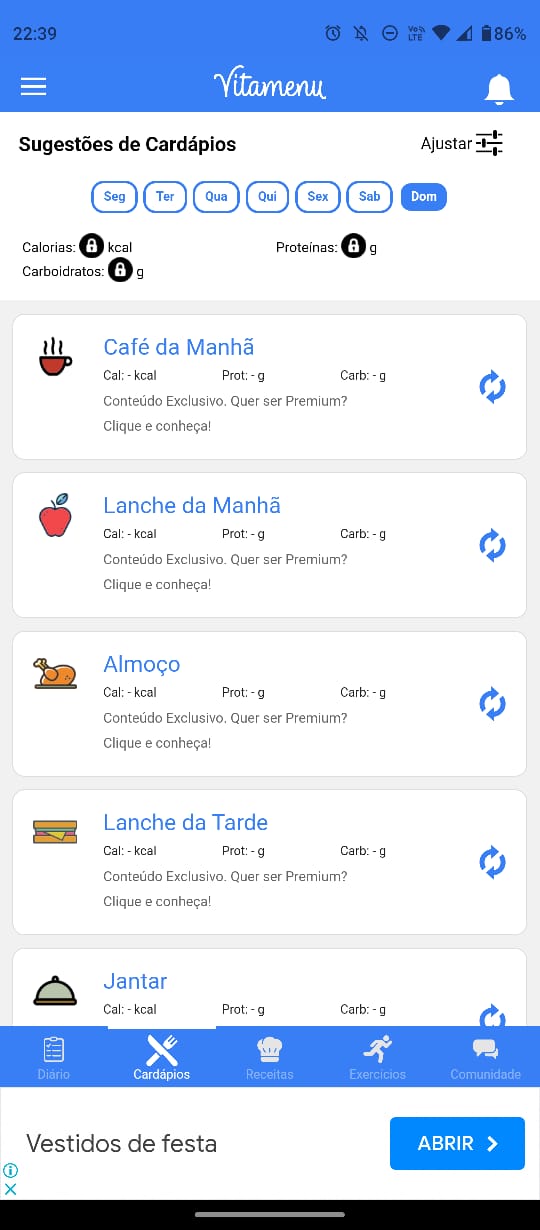 22:39
Vo LTE
86%
Vitamenu
Sugestões de Cardápios
Ajustar
Seg Ter Qua Qui Sex Sab Dom
Calorias: kcal Proteínas: g
Carboidratos: g
Café da Manhã
Cal: - kcal Prot: - g Carb: - g
Conteúdo Exclusivo. Quer ser Premium?
Clique e conheça!
Lanche da Manhã
Cal: - kcal Prot: - g Carb: - g
Conteúdo Exclusivo. Quer ser Premium?
Clique e conheça!
Almoço
Cal: - kcal Prot: - g Carb: - g
Conteúdo Exclusivo. Quer ser Premium?
Clique e conheça!
Lanche da Tarde
Cal: - kcal Prot: - g Carb: - g
Conteúdo Exclusivo. Quer ser Premium?
Clique e conheça!
Jantar
Cal: - kcal Prot: - g Carb: - g
Diário Cardápios Receitas Exercícios Comunidade
Vestidos de festa
ABRIR